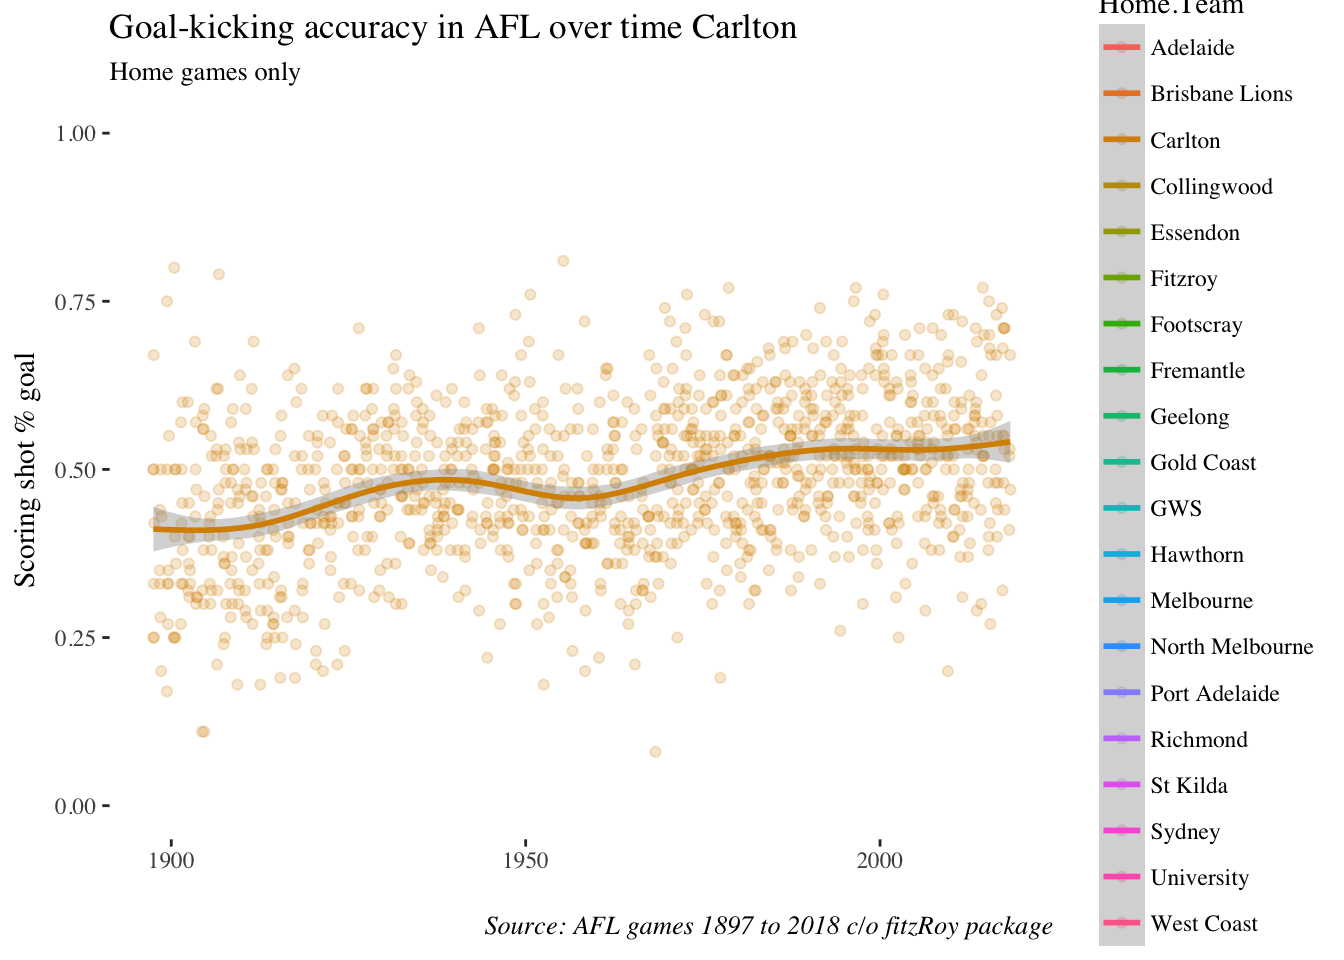 Goal-kicking accuracy in AFL over time Carlton
Home games only
Home.Team
Adelaide
Brisbane Lions
Carlton
Collingwood
Essendon
Fitzroy
Footscray
Fremantle
Geelong
Gold Coast
GWS
Hawthorn
Melbourne
North Melbourne
Port Adelaide
Richmond
St Kilda
Sydney
University
West Coast
Scoring shot % goal
1.00
0.75
0.50
0.25
0.00
1900
1950
2000
Source: AFL games 1897 to 2018 c/o fitzRoy package